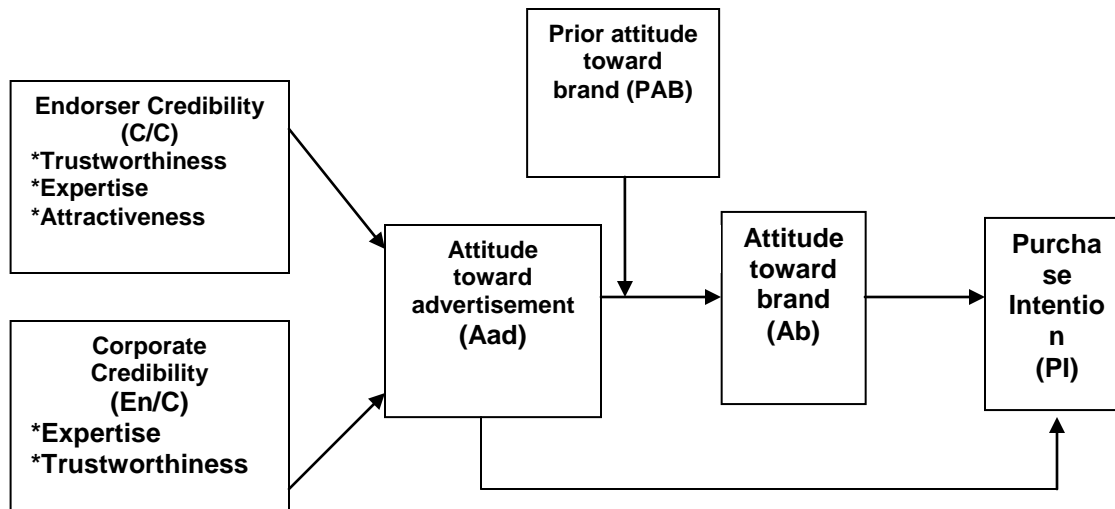 Prior attitude
toward
brand (PAB)
Endorser Credibility
(C/C)
*Trustworthiness
*Expertise
*Attractiveness
Corporate
Credibility
(En/C)
*Expertise
*Trustworthiness
Attitude
toward
advertisement
(Aad)
Attitude
toward
brand
(Ab)
Purcha
se
Intentio
n
(PI)